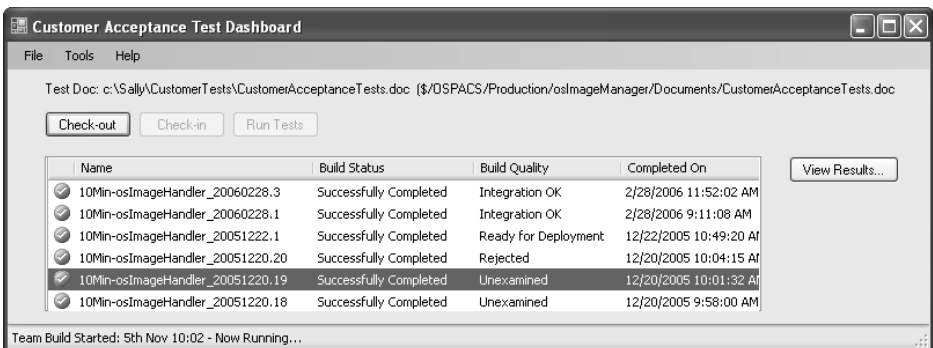 Customer Acceptance Test Dashboard
File Tools Help
Test Doc: c:\Sally\CustomerTests\CustomerAcceptanceTests.doc ($/OSPACS/Production/osImageManager/Documents/CustomerAcceptanceTests.doc
Check-out Check-in Run Tests
Name Build Status Build Quality Completed On View Results...
10Min-osImageHandler_20060228.3 Successfully Completed Integration OK 2/28/2006 11:52:02 AM
10Min-osImageHandler_20060228.1 Successfully Completed Integration OK 2/28/2006 9:11:08 AM
10Min-osImageHandler_20051222.1 Successfully Completed Ready for Deployment 12/22/2005 10:49:20 A
10Min-osImageHandler_20051220.20 Successfully Completed Rejected 12/20/2005 10:04:15 A
10Min-osImageHandler_20051220.19 Successfully Completed Unexamined 12/20/2005 10:01:32 A
10Min-osImageHandler_20051220.18 Successfully Completed Unexamined 12/20/2005 9:58:00 AM
Team Build Started: 5th Nov 10:02 - Now Running...